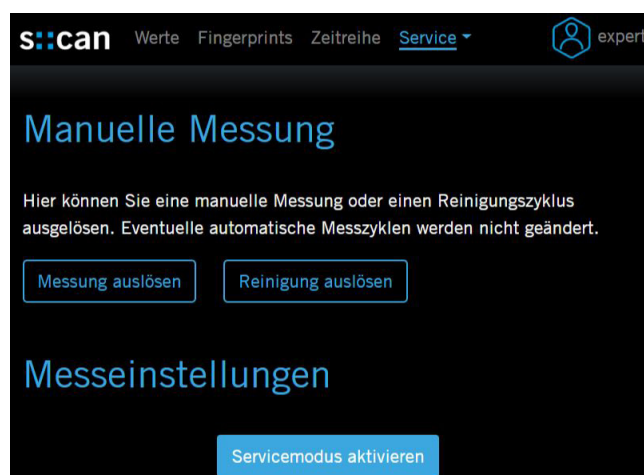 s::can Werte Fingerprints Zeitreihe Service expert
Manuelle Messung
Hier können Sie eine manuelle Messung oder einen Reinigungszyklus
ausgelösen. Eventuelle automatische Messzyklen werden nicht geändert.
Messung auslösen Reinigung auslösen
Messeinstellungen
Servicemodus aktivieren